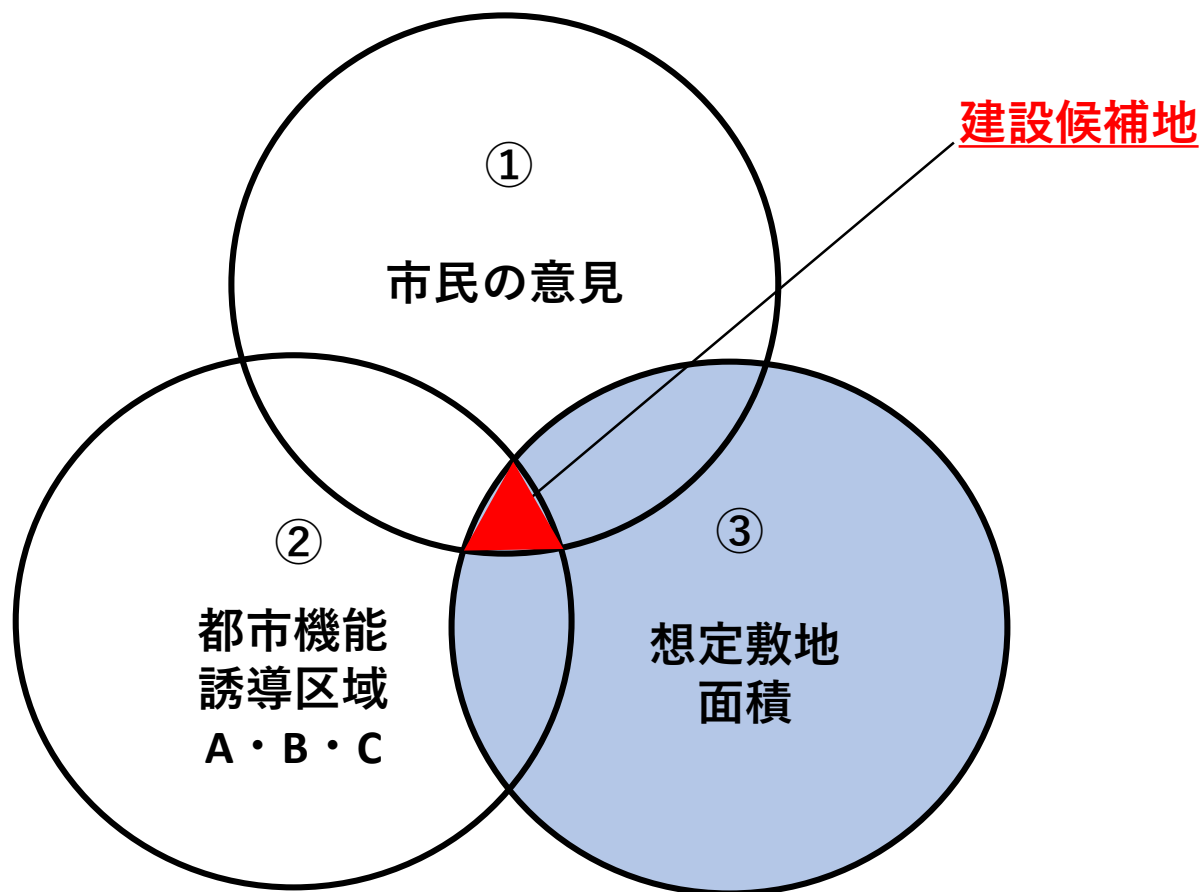 建設候補地
①
市民の意見
②
都市機能
誘導区域
A・B・C
③
想定敷地
面積